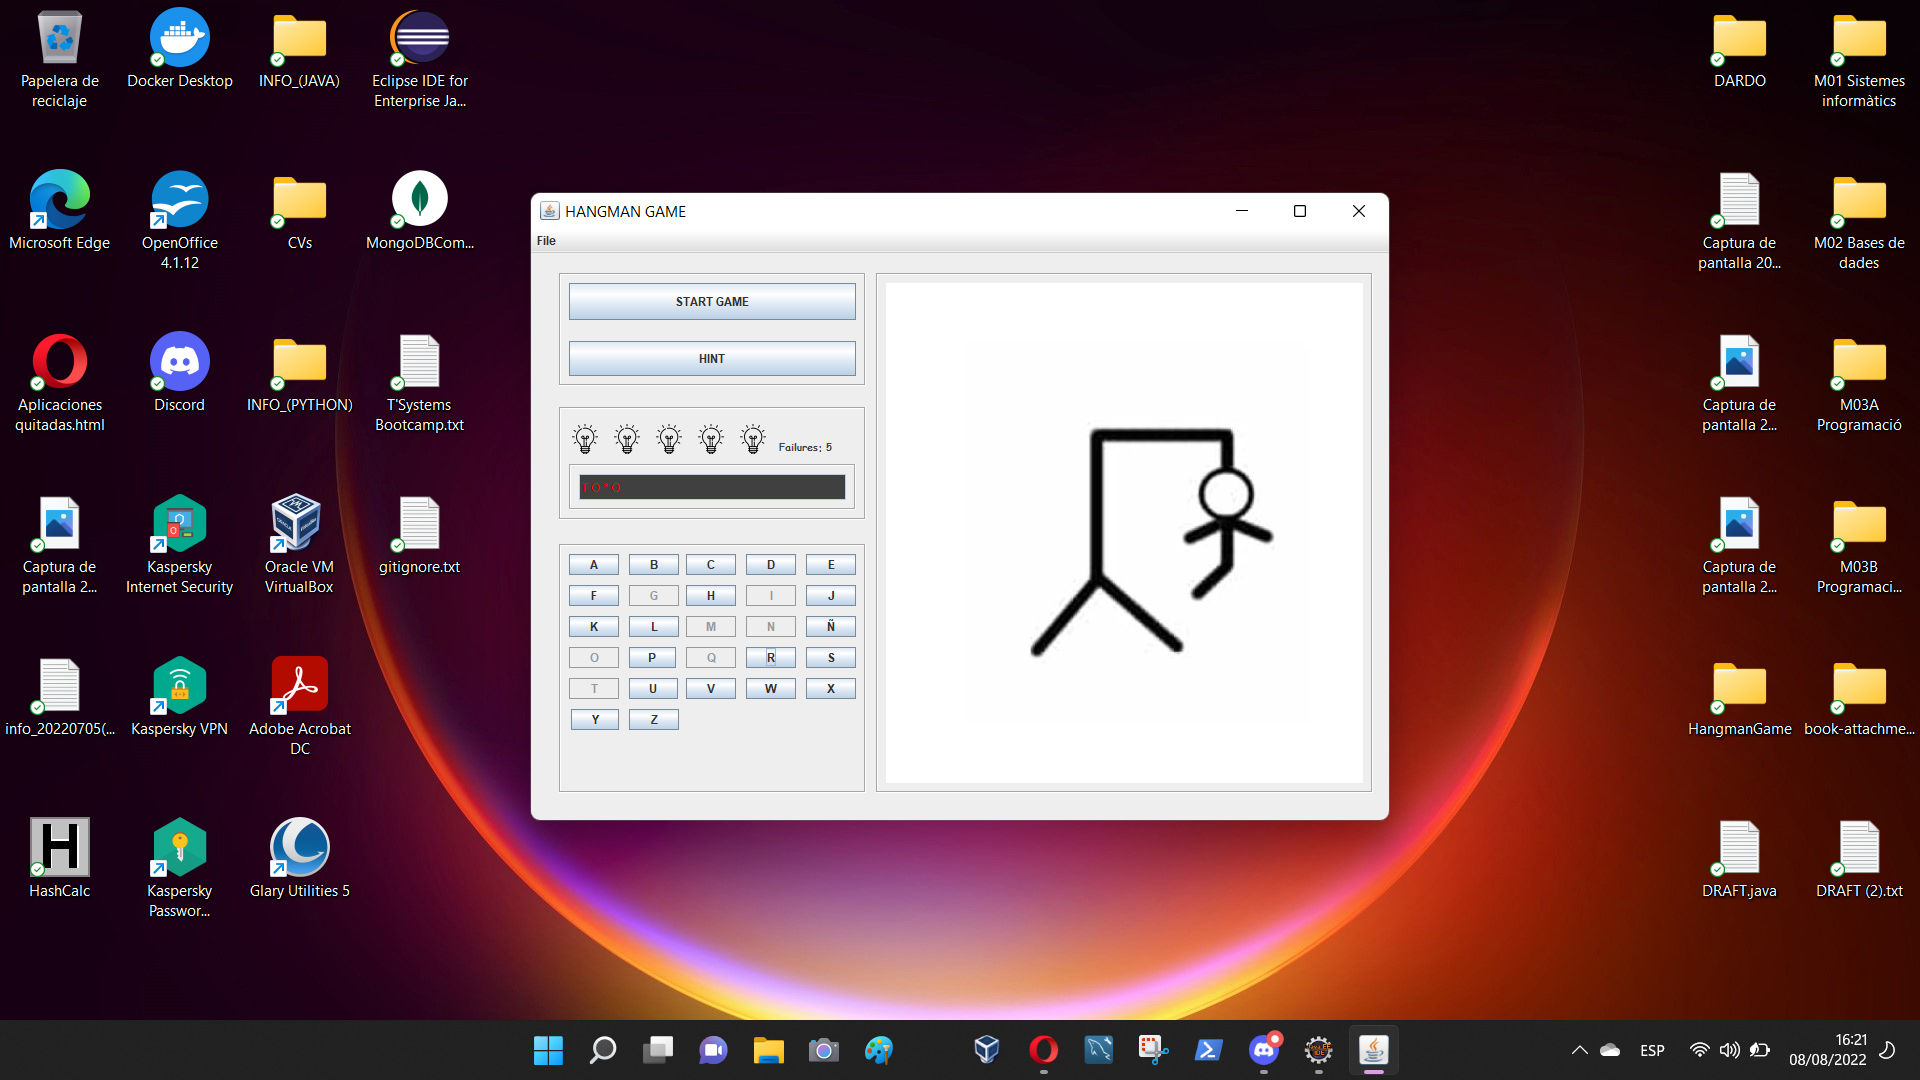 Papelera de
reciclaje
Docker Desktop
INFO_(JAVA)
Eclipse IDE for
Enterprise Ja...
DARDO
M01 Sistemes
informàtics
Microsoft Edge
OpenOffice
4.1.12
CVs
MongoDBCom...
Captura de
pantalla 20...
M02 Bases de
dades
Aplicaciones
quitadas.html
Discord
INFO_(PYTHON)
T'Systems
Bootcamp.txt
Captura de
pantalla 2...
M03A
Programació
Captura de
pantalla 2...
Kaspersky
Internet Security
Oracle VM
VirtualBox
gitignore.txt
Captura de
pantalla 2...
M03B
Programaci...
info_20220705(...
Kaspersky VPN
Adobe Acrobat
DC
HangmanGame
book-attachme...
H
HashCalc
Kaspersky
Passwor...
Glary Utilities 5
DRAFT.java
DRAFT (2).txt
HANGMAN GAME
File
START GAME
HINT
Failures: 5
A B C D E
F G H I J
K L M N Ñ
O P Q R S
T U V W X
Y Z
ESP
16:21
08/08/2022